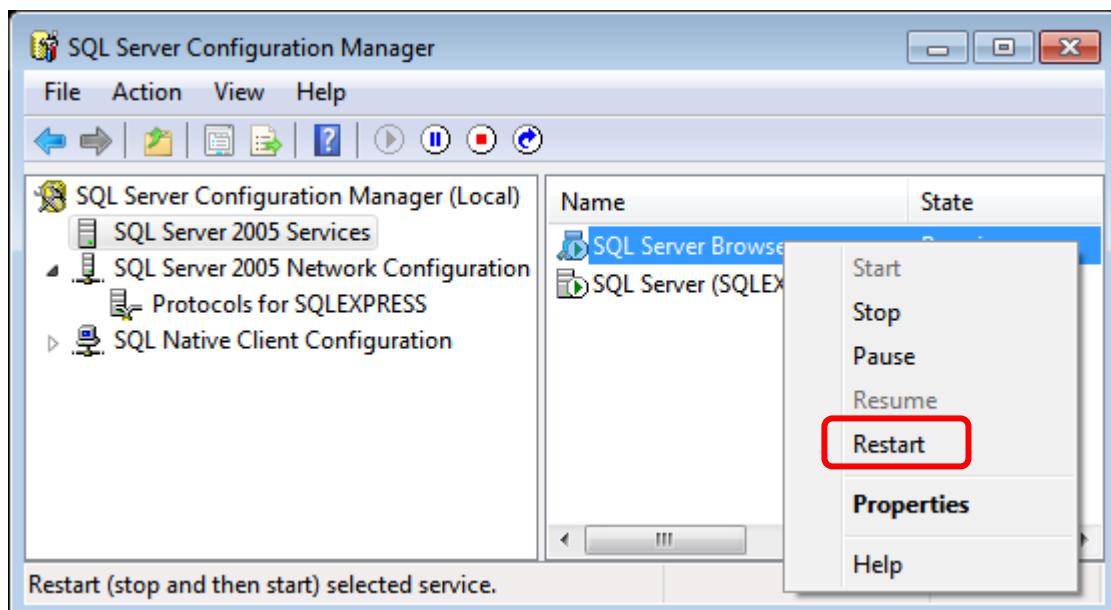 SQL Server Configuration Manager
File Action View Help
SQL Server Configuration Manager (Local)
SQL Server 2005 Services
SQL Server 2005 Network Configuration
Protocols for SQLEXPRESS
SQL Native Client Configuration
Name State
SQL Server Browse
SQL Server (SQLEX
Start
Stop
Pause
Resume
Restart
Properties
Help
Restart (stop and then start) selected service.